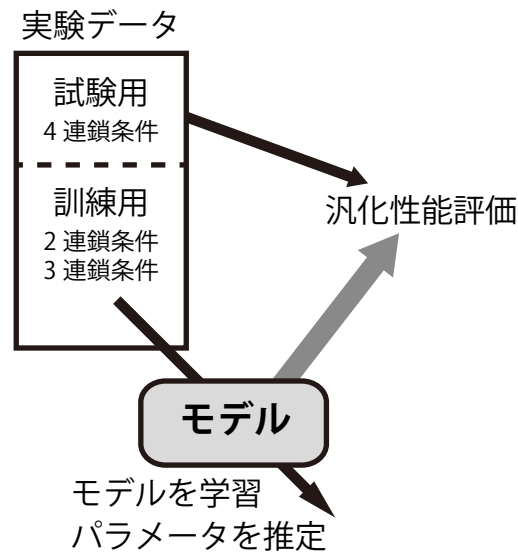 実験データ
試験用
4 連鎖条件
訓練用
2 連鎖条件
3 連鎖条件
汎化性能評価
モデル
モデルを学習
パラメータを推定